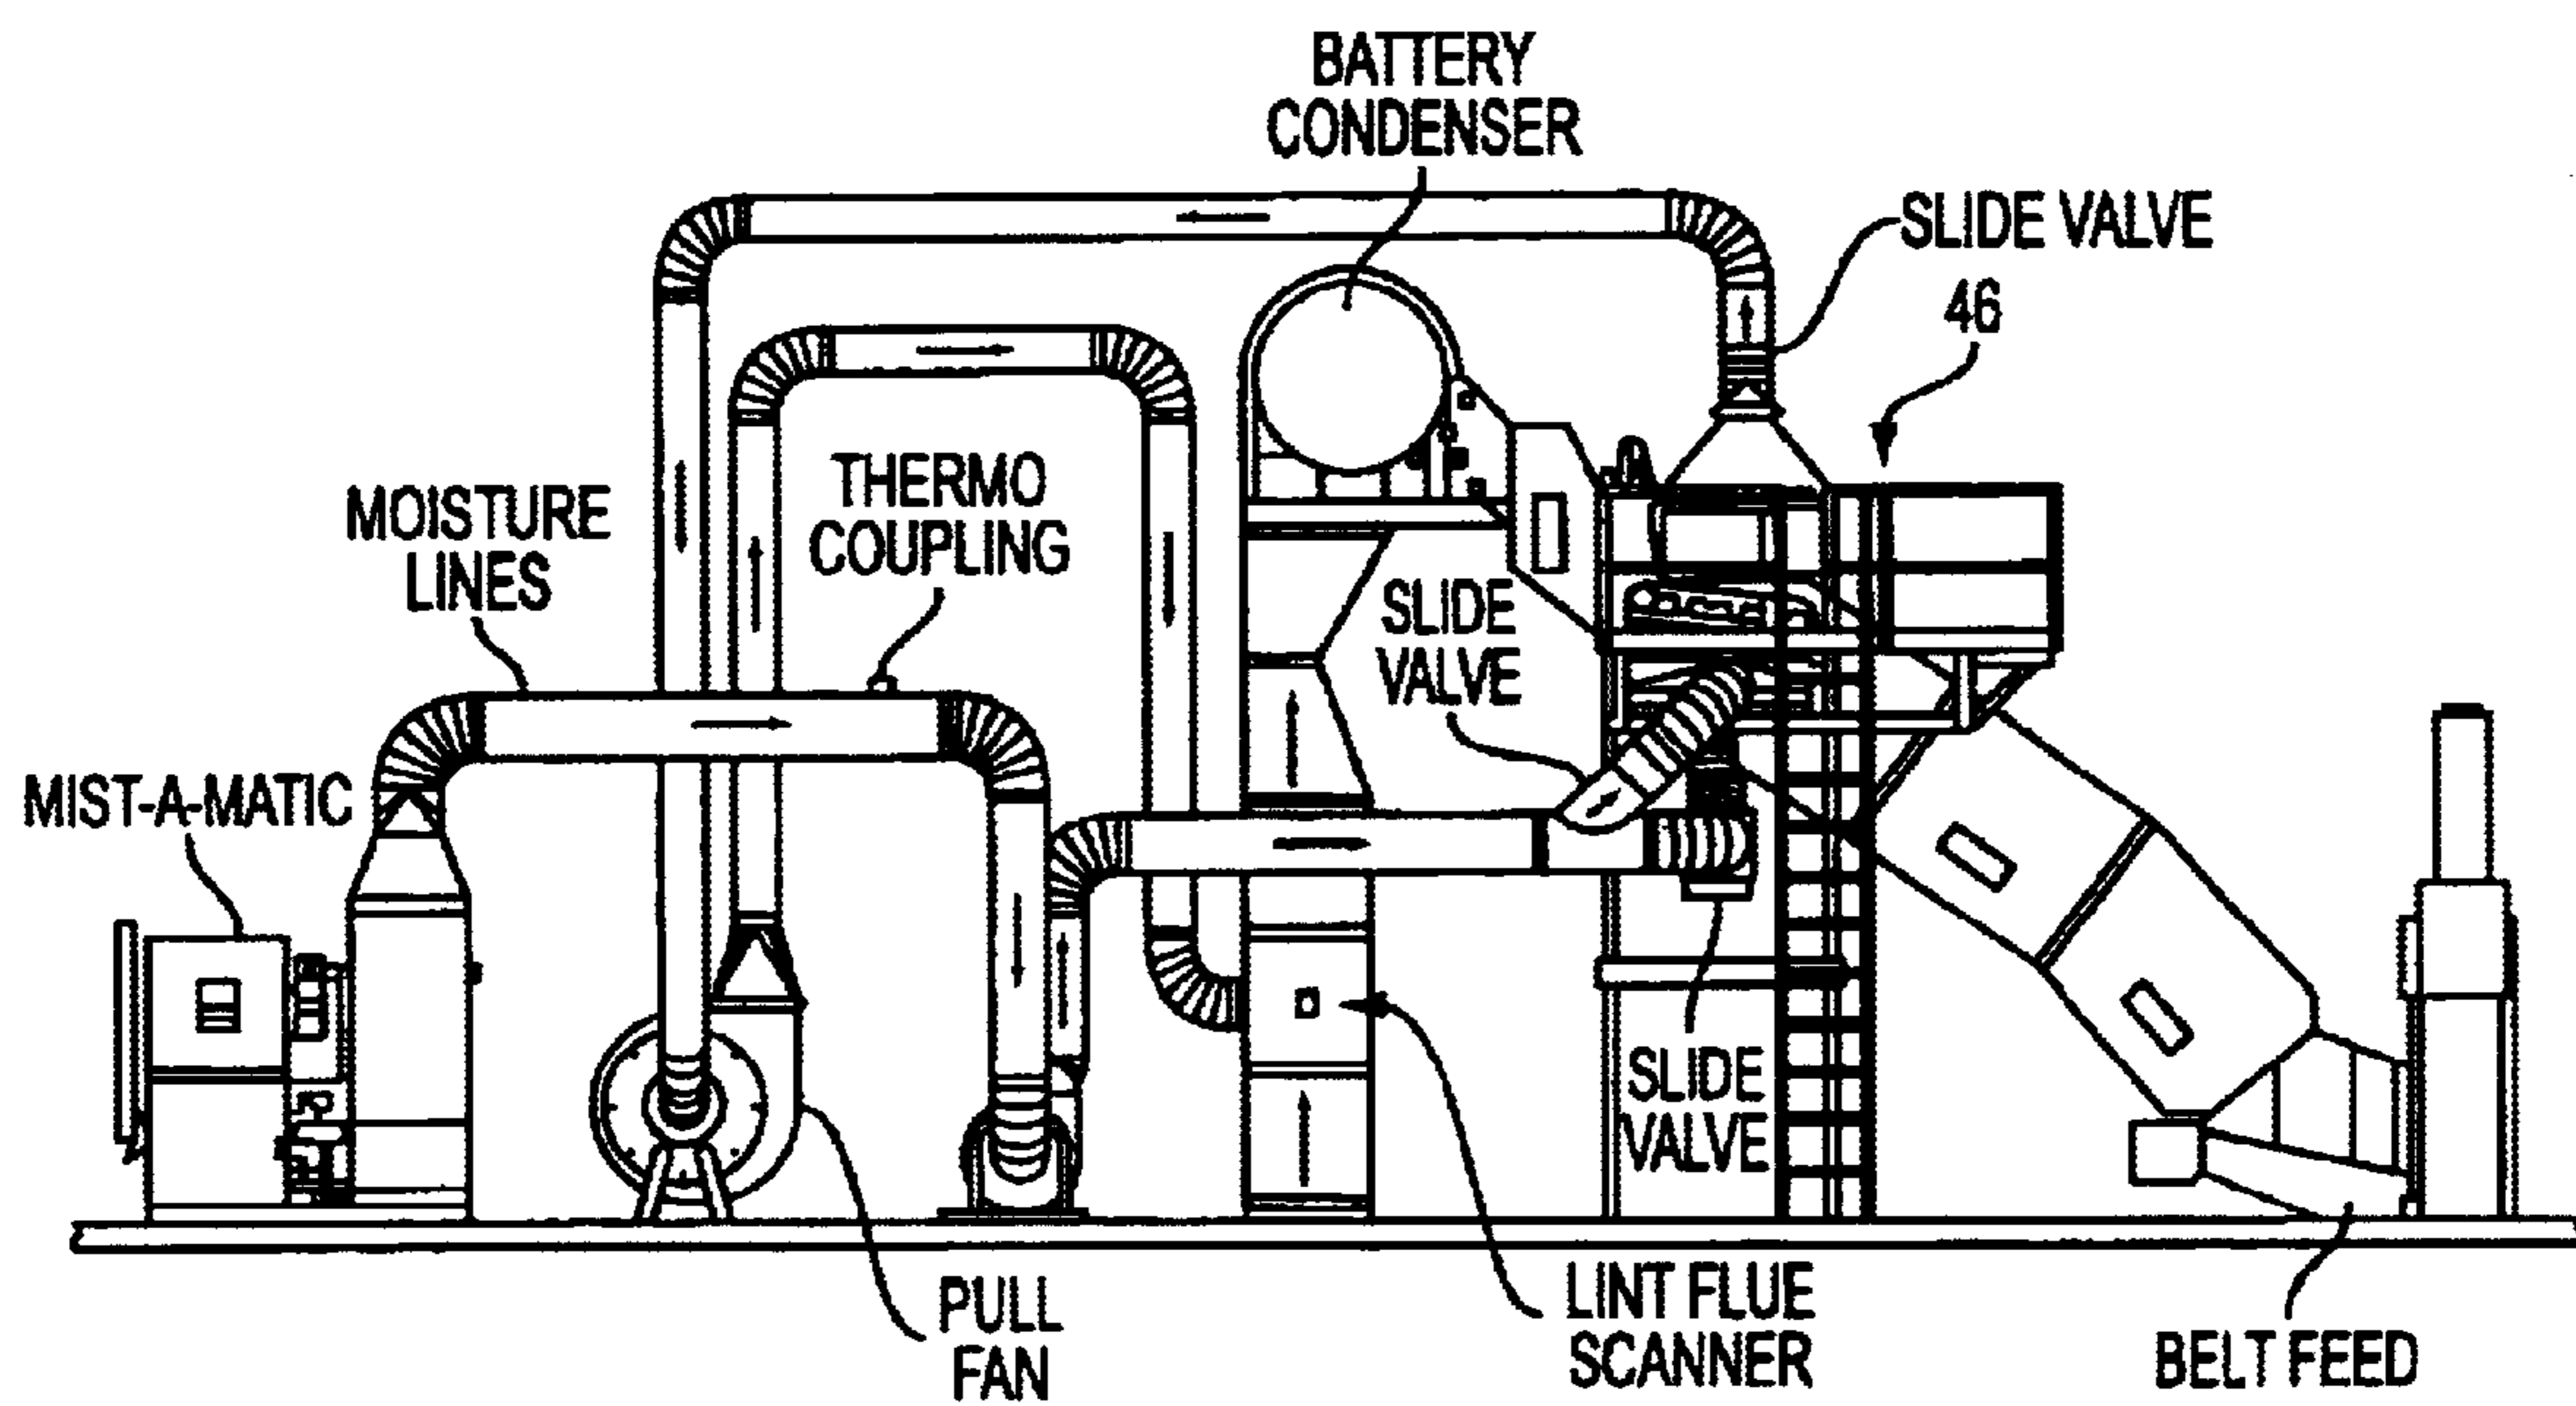 BATTERY
CONDENSER
SLIDE VALVE
46
THERMO
COUPLING
MOISTURE
LINES
SLIDE
VALVE
MIST-A-MATIC
SLIDE
VALVE
PULL
FAN
LINT FLUE
SCANNER
BELT FEED